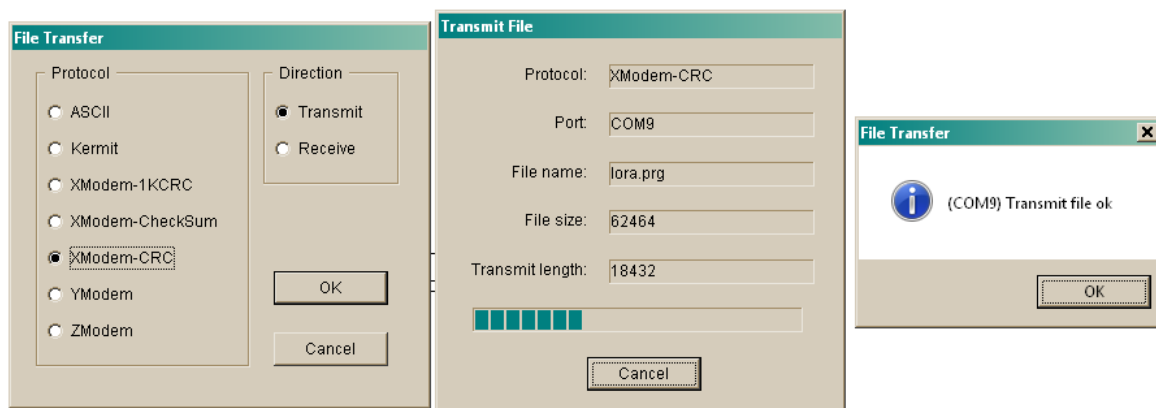 File Transfer
Protocol
ASCII
Kermit
XModem-1KCRC
XModem-CheckSum
XModem-CRC
YModem
ZModem
Direction
Transmit
Receive
OK
Cancel
Transmit File
Protocol: XModem-CRC
Port: COM9
File name: lora.prg
File size: 62464
Transmit length: 18432
Cancel
File Transfer
(COM9) Transmit file ok
OK